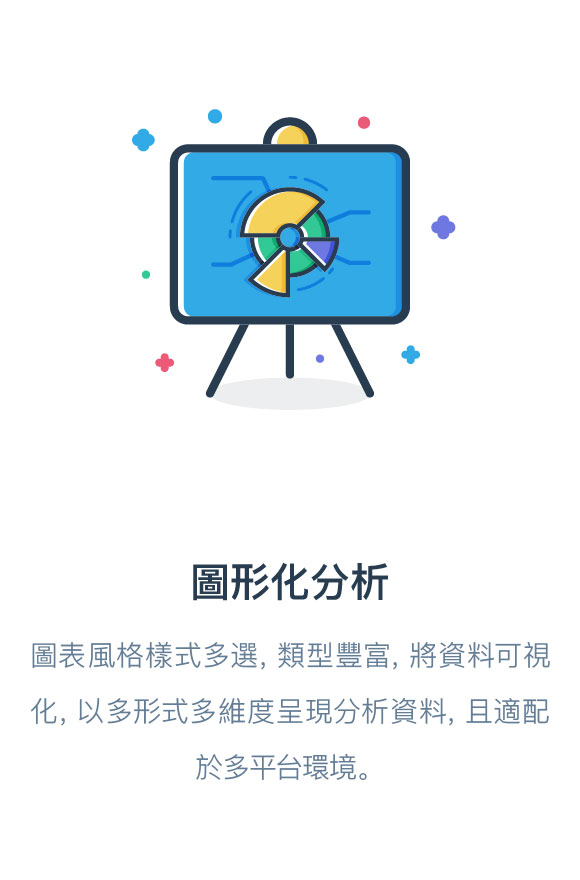 圖形化分析
圖表風格樣式多選, 類型豐富, 將資料可視
化, 以多形式多維度呈現分析資料, 且適配
於多平台環境。